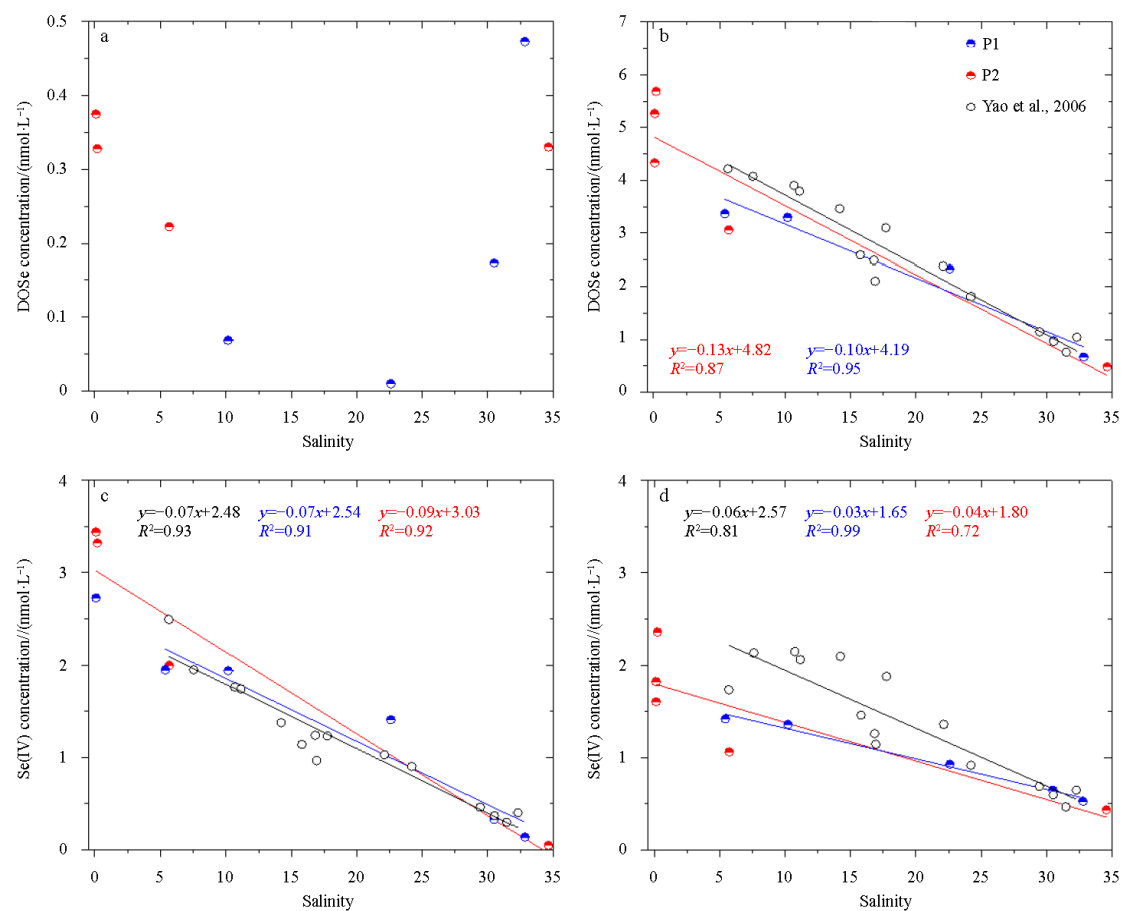 a
0.5
0.4
0.3
0.2
0.1
0
DOSe concentration/(nmol·L⁻¹)
0 5 10 15 20 25 30 35
Salinity
b
P1
P2
Yao et al., 2006
7
6
5
4
3
2
1
0
DOSe concentration/(nmol·L⁻¹)
y=−0.13x+4.82
R²=0.87
y=−0.10x+4.19
R²=0.95
0 5 10 15 20 25 30 35
Salinity
c
y=−0.07x+2.48
R²=0.93
y=−0.07x+2.54
R²=0.91
y=−0.09x+3.03
R²=0.92
4
3
2
1
0
Se(IV) concentration//(nmol·L⁻¹)
0 5 10 15 20 25 30 35
Salinity
d
y=−0.06x+2.57
R²=0.81
y=−0.03x+1.65
R²=0.99
y=−0.04x+1.80
R²=0.72
4
3
2
1
0
Se(IV) concentration//(nmol·L⁻¹)
0 5 10 15 20 25 30 35
Salinity